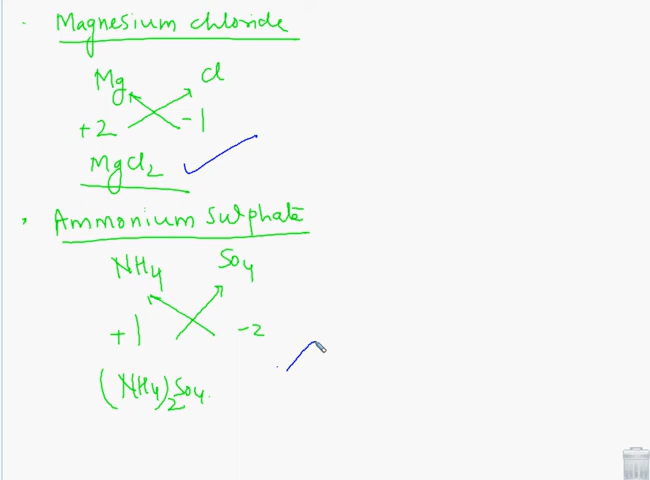 Magnesium chloride
Mg Cl
+2 -1
MgCl2
Ammonium Sulphate
NH4 SO4
+1 -2
(NH4)2SO4.